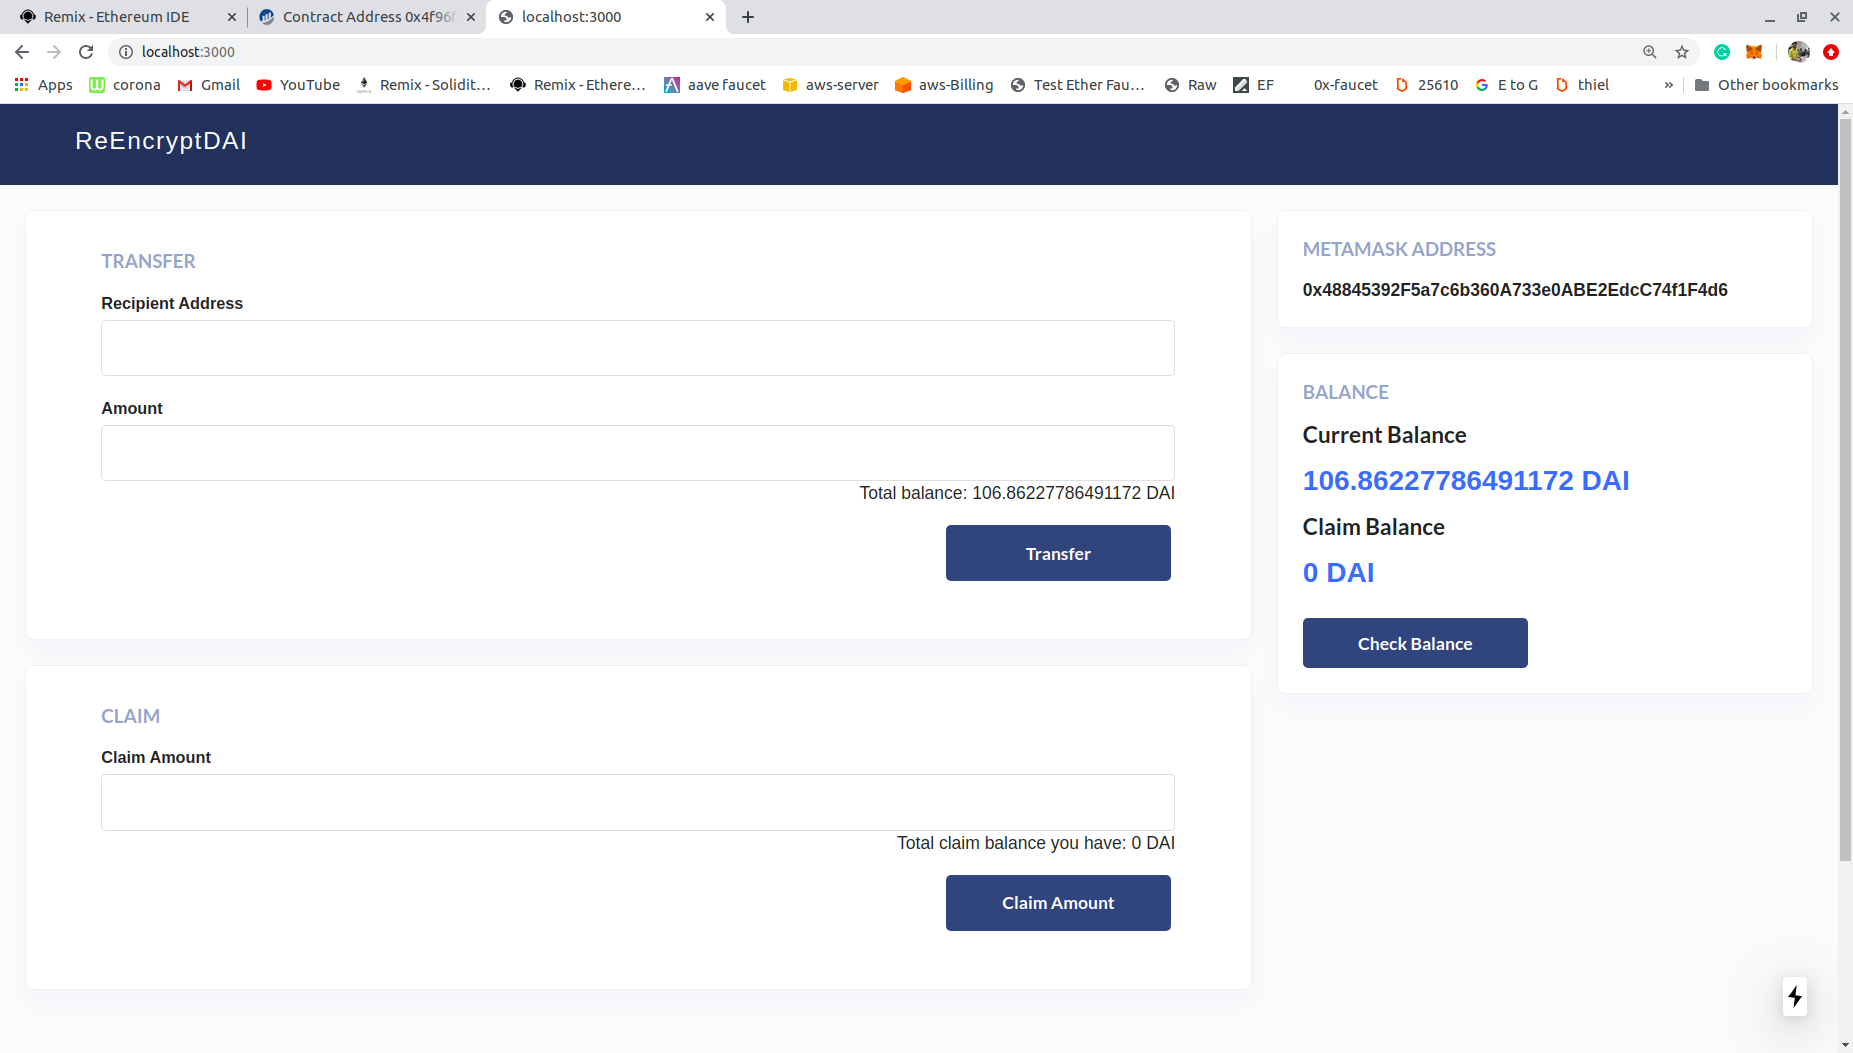 Remix - Ethereum IDE
Contract Address 0x4f96f
localhost:3000
localhost:3000
Apps
corona
Gmail
YouTube
Remix - Solidit...
Remix - Ethere...
aave faucet
aws-server
aws-Billing
Test Ether Fau...
Raw
EF
0x-faucet
25610
E to G
thiel
»
Other bookmarks
ReEncryptDAI
TRANSFER
Recipient Address
Amount
Total balance: 106.86227786491172 DAI
Transfer
CLAIM
Claim Amount
Total claim balance you have: 0 DAI
Claim Amount
METAMASK ADDRESS
0x48845392F5a7c6b360A733e0ABE2EdcC74f1F4d6
BALANCE
Current Balance
106.86227786491172 DAI
Claim Balance
0 DAI
Check Balance